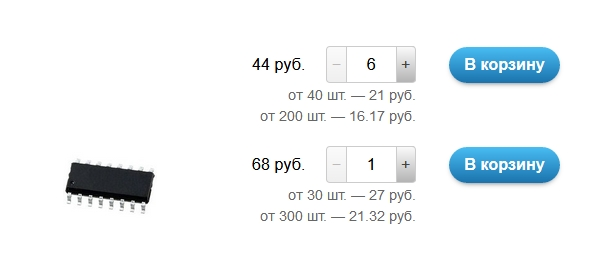 44 руб. – 6 + В корзину
от 40 шт. — 21 руб.
от 200 шт. — 16.17 руб.
68 руб. – 1 + В корзину
от 30 шт. — 27 руб.
от 300 шт. — 21.32 руб.